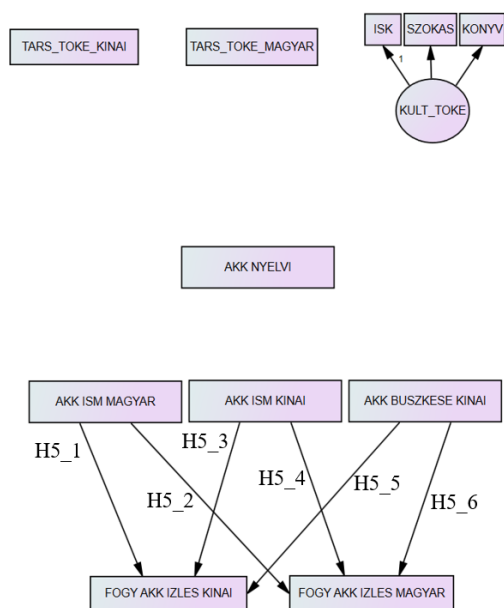 ISK SZOKAS KONYV
TARS_TOKE_KINAI TARS_TOKE_MAGYAR
1
KULT_TOKE
AKK NYELVI
AKK ISM MAGYAR AKK ISM KINAI AKK BUSZKESE KINAI
H5_1 H5_3
H5_2 H5_4 H5_5 H5_6
FOGY AKK IZLES KINAI FOGY AKK IZLES MAGYAR